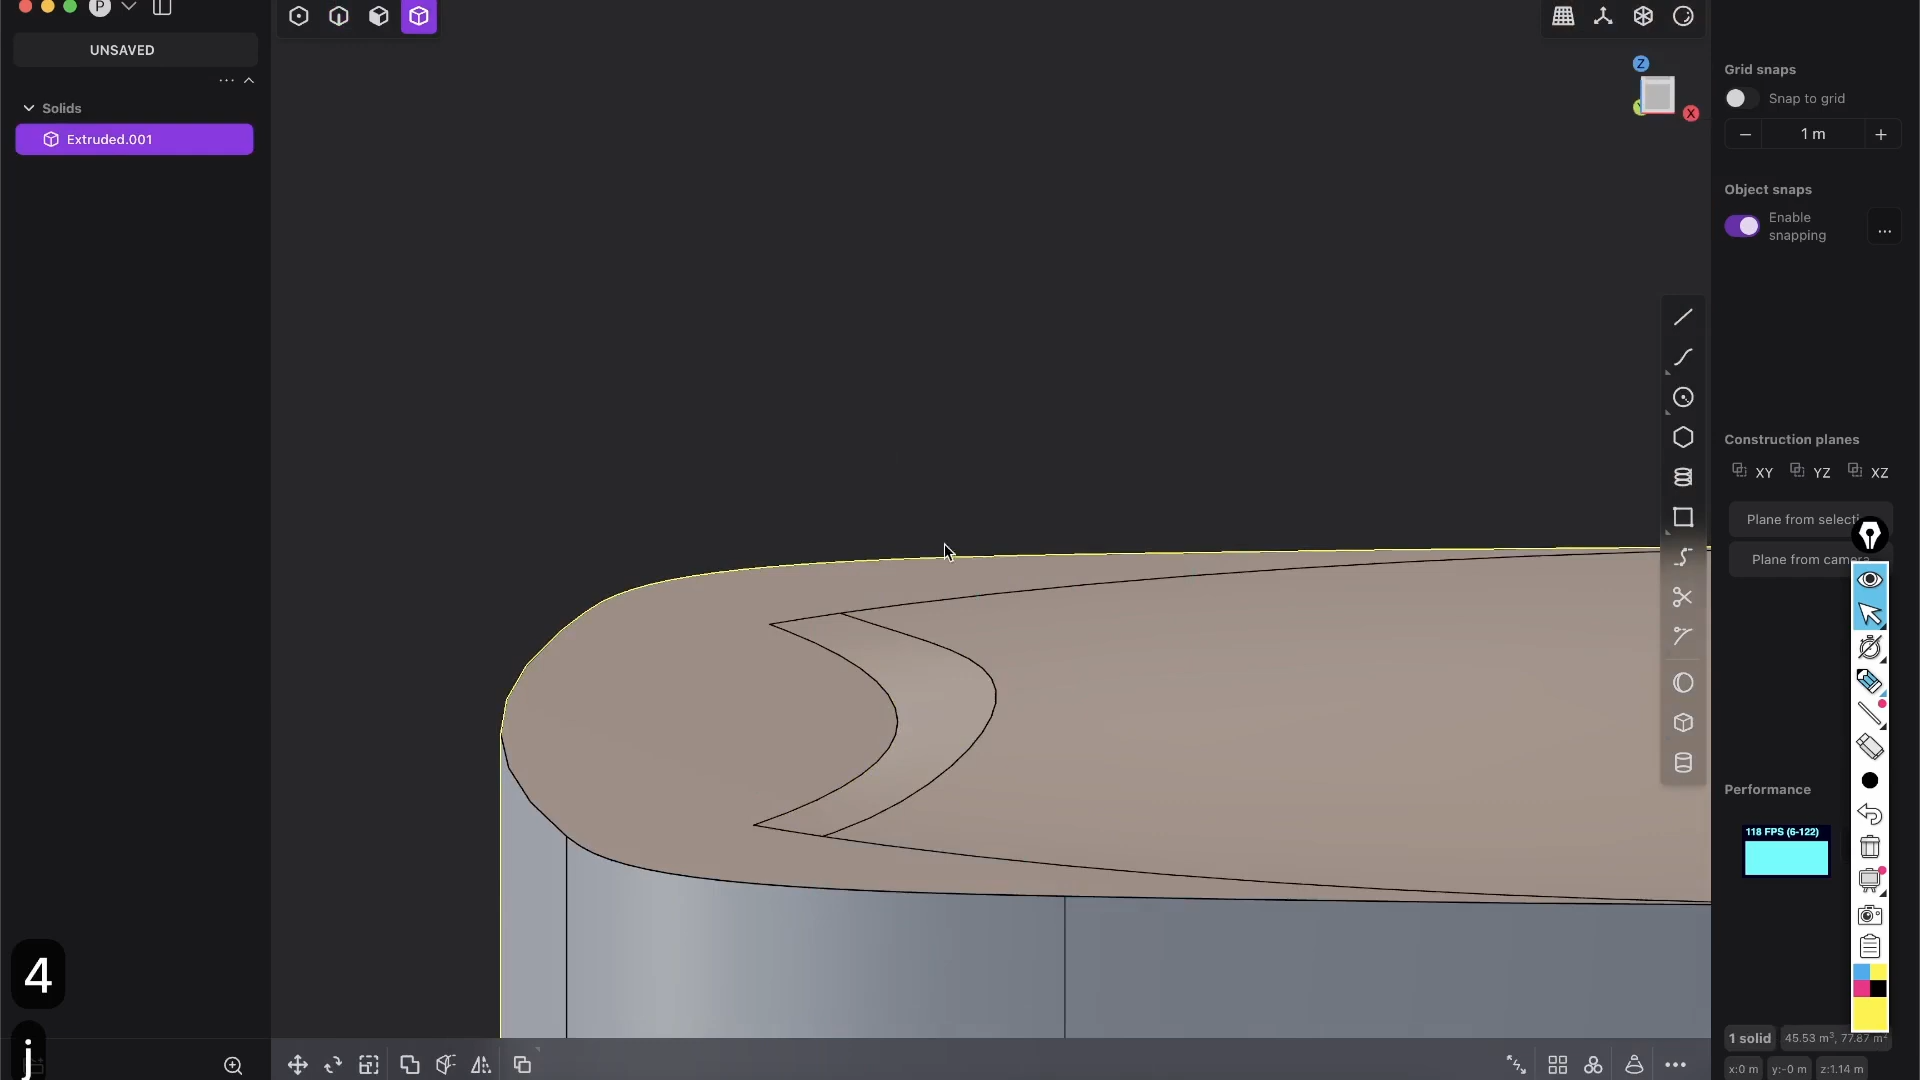 P
UNSAVED
Solids
Extruded.001
Z
X
Grid snaps
Snap to grid
1 m
Object snaps
Enable
snapping
...
Construction planes
XY
YZ
XZ
Plane from selecti
Plane from camera
Performance
118 FPS (6-122)
4
j
1 solid
45.53 m³, 77.87 m²
x:0 m
y:-0 m
z:1.14 m